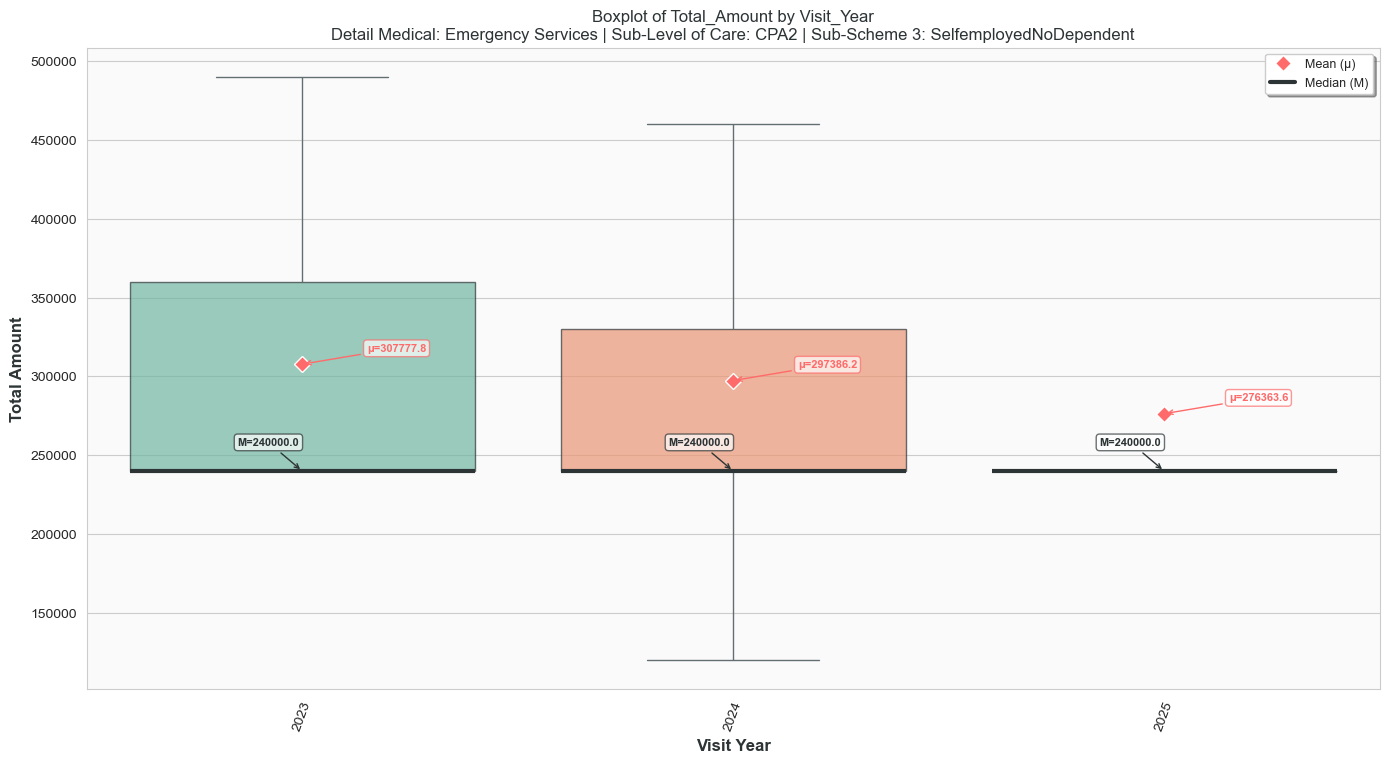 Boxplot of Total_Amount by Visit_Year
Detail Medical: Emergency Services | Sub-Level of Care: CPA2 | Sub-Scheme 3: SelfemployedNoDependent
Mean (μ)
Median (M)
Total Amount
500000
450000
400000
350000
300000
250000
200000
150000
μ=307777.8
M=240000.0
μ=297386.2
M=240000.0
μ=276363.6
M=240000.0
2023
2024
2025
Visit Year